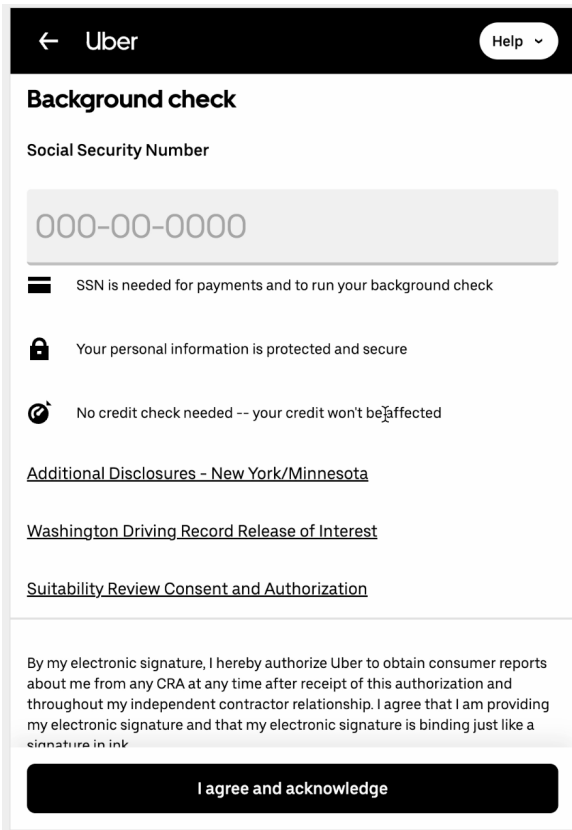 Uber
Help
Background check
Social Security Number
000-00-0000
SSN is needed for payments and to run your background check
Your personal information is protected and secure
No credit check needed -- your credit won't be affected
Additional Disclosures - New York/Minnesota
Washington Driving Record Release of Interest
Suitability Review Consent and Authorization
By my electronic signature, I hereby authorize Uber to obtain consumer reports
about me from any CRA at any time after receipt of this authorization and
throughout my independent contractor relationship. I agree that I am providing
my electronic signature and that my electronic signature is binding just like a
signature in ink
I agree and acknowledge